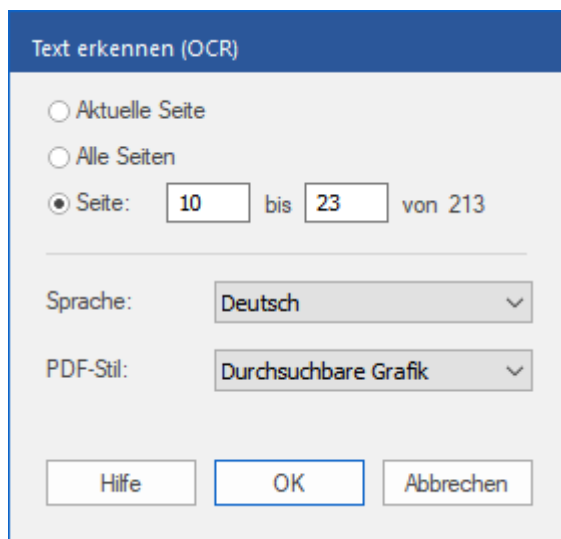 Text erkennen (OCR)
Aktuelle Seite
Alle Seiten
Seite: 10 bis 23 von 213
Sprache: Deutsch
PDF-Stil: Durchsuchbare Grafik
Hilfe OK Abbrechen